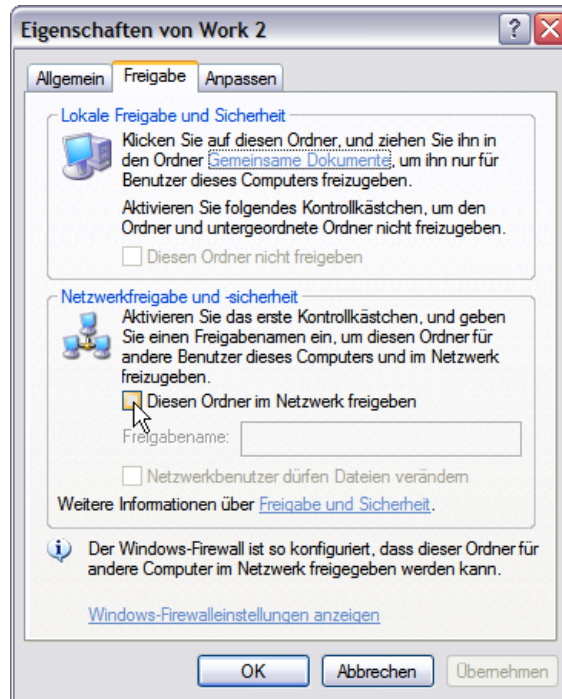 Eigenschaften von Work 2
Allgemein Freigabe Anpassen
Lokale Freigabe und Sicherheit
Klicken Sie auf diesen Ordner, und ziehen Sie ihn in
den Ordner Gemeinsame Dokumente, um ihn nur für
Benutzer dieses Computers freizugeben.
Aktivieren Sie folgendes Kontrollkästchen, um den
Ordner und untergeordnete Ordner nicht freizugeben.
Diesen Ordner nicht freigeben
Netzwerkfreigabe und -sicherheit
Aktivieren Sie das erste Kontrollkästchen, und geben
Sie einen Freigabenamen ein, um diesen Ordner für
andere Benutzer dieses Computers und im Netzwerk
freizugeben.
Diesen Ordner im Netzwerk freigeben
Freigabename:
Netzwerkbenutzer dürfen Dateien verändern
Weitere Informationen über Freigabe und Sicherheit.
Der Windows-Firewall ist so konfiguriert, dass dieser Ordner für
andere Computer im Netzwerk freigegeben werden kann.
Windows-Firewalleinstellungen anzeigen
OK Abbrechen Übernehmen